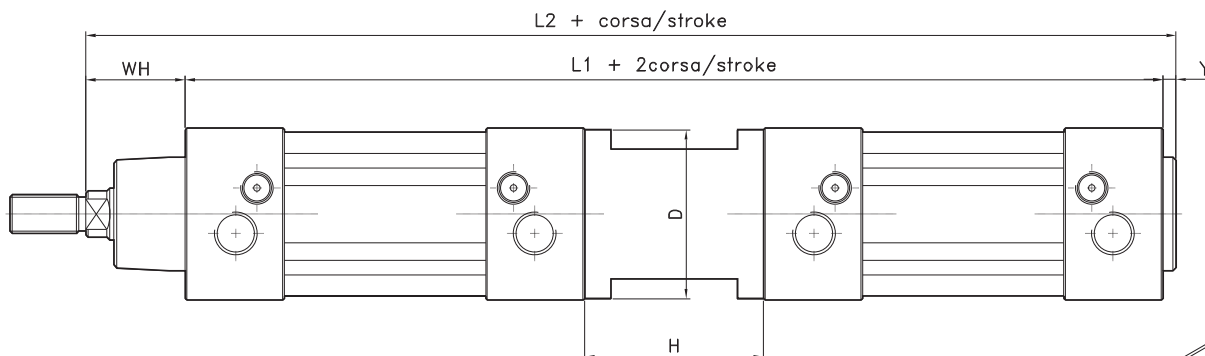 L2 + corsa/stroke
WH
L1 + 2corsa/stroke
Y
D
H